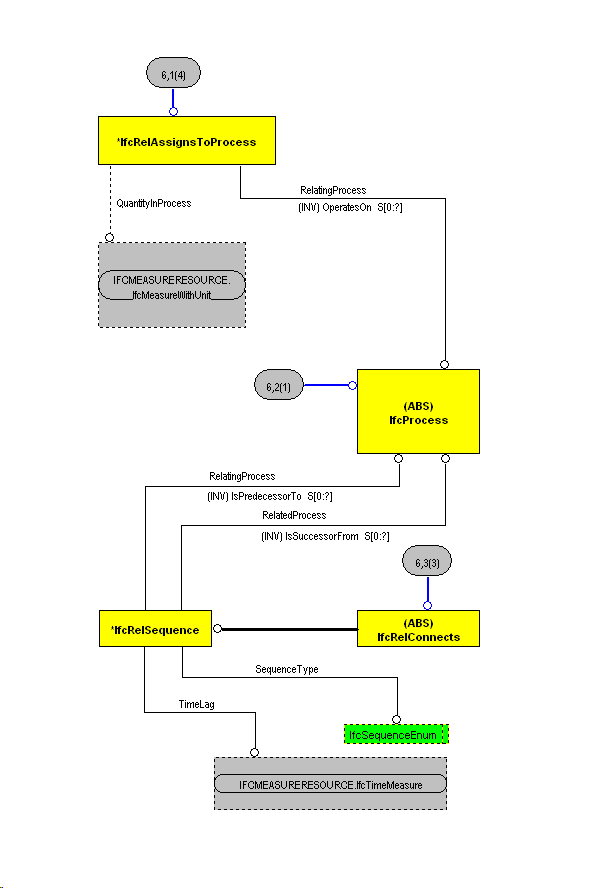 6,1(4)
*IfcRelAssignsToProcess
RelatingProcess
QuantityInProcess
(INV) OperatesOn S[0:?]
IFCMEASURERESOURCE.
IfcMeasureWithUnit
6,2(1)
(ABS)
IfcProcess
RelatingProcess
(INV) IsPredecessorTo S[0:?]
RelatedProcess
(INV) IsSuccessorFrom S[0:?]
6,3(3)
*IfcRelSequence
(ABS)
IfcRelConnects
SequenceType
TimeLag
IfcSequenceEnum
IFCMEASURERESOURCE.IfcTimeMeasure